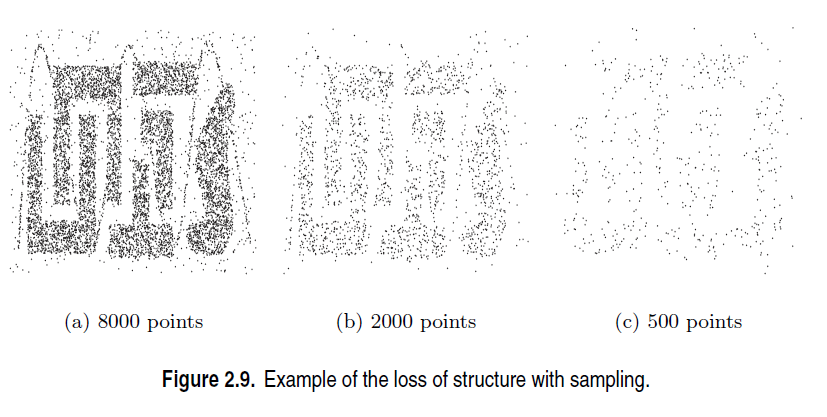 (a) 8000 points
(b) 2000 points
(c) 500 points
Figure 2.9. Example of the loss of structure with sampling.